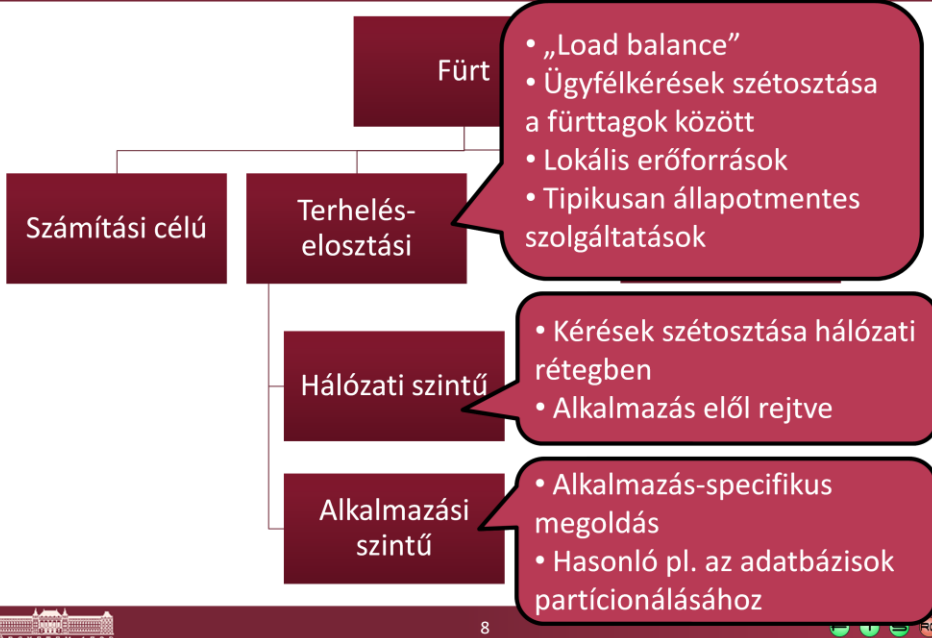 Fürt
• „Load balance”
• Ügyfélkérések szétosztása
a fürttagok között
• Lokális erőforrások
• Tipikusan állapotmentes
szolgáltatások
Számítási célú
Terhelés-
elosztási
Hálózati szintű
• Kérések szétosztása hálózati
rétegben
• Alkalmazás elől rejtve
Alkalmazási
szintű
• Alkalmazás-specifikus
megoldás
• Hasonló pl. az adatbázisok
partícionálásához
8